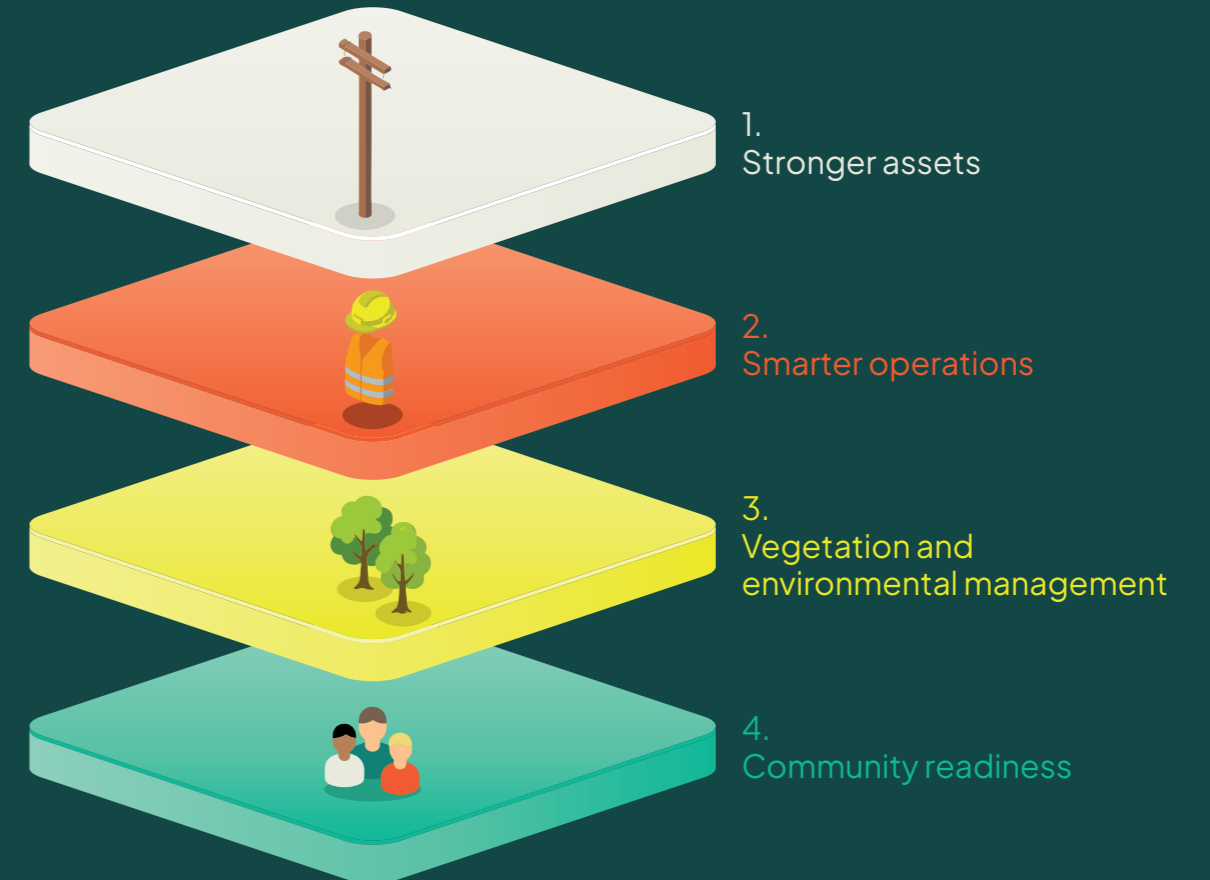 1.
Stronger assets
2.
Smarter operations
3.
Vegetation and
environmental management
4.
Community readiness